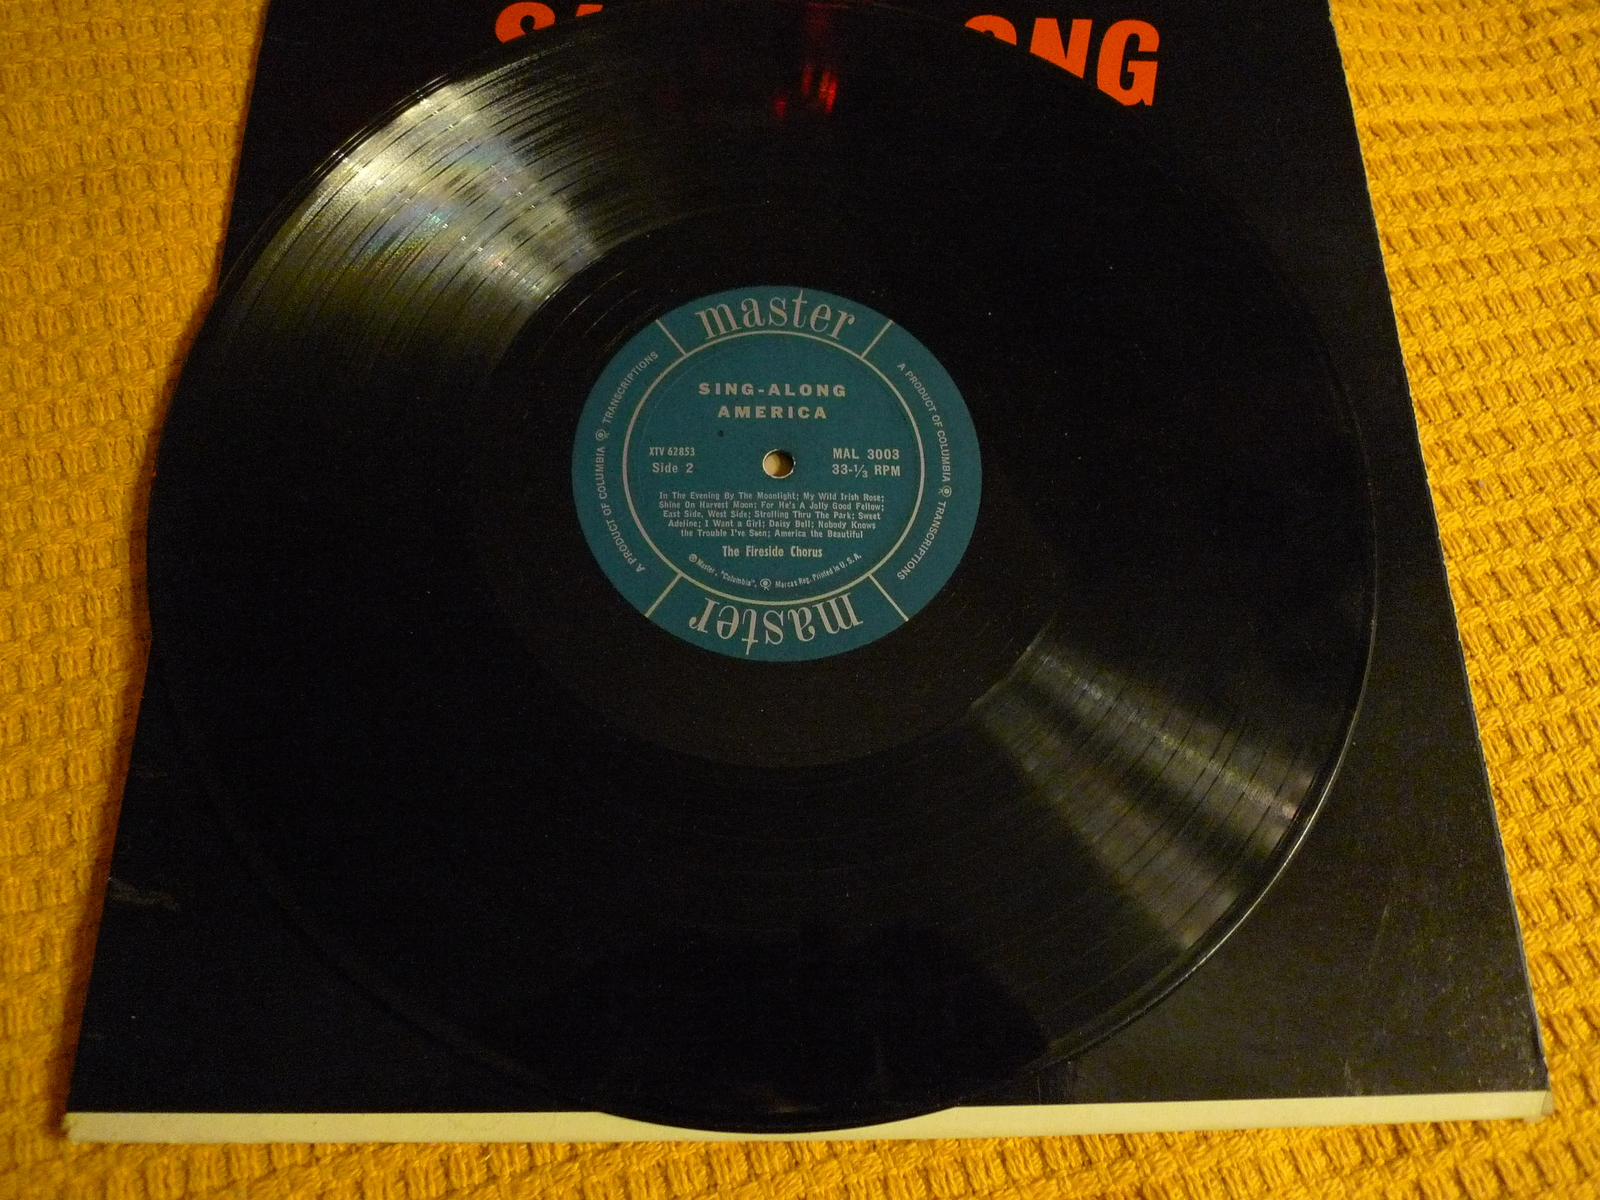 ONG
master
A PRODUCT OF COLUMBIA TRANSCRIPTIONS
A PRODUCT OF COLUMBIA TRANSCRIPTIONS
SING-ALONG
AMERICA
XTV 62853
Side 2
MAL 3003
33-1/3 RPM
In The Evening By The Moonlight; My Wild Irish Rose;
Shine On Harvest Moon; For He's A Jolly Good Fellow;
East Side, West Side; Strolling Thru The Park; Sweet
Adeline; I Want a Girl; Daisy Bell; Nobody Knows
the Trouble I've Seen; America the Beautiful
The Fireside Chorus
Ⓟ Master, "Columbia", Marcas Reg. Printed in U. S. A.
master